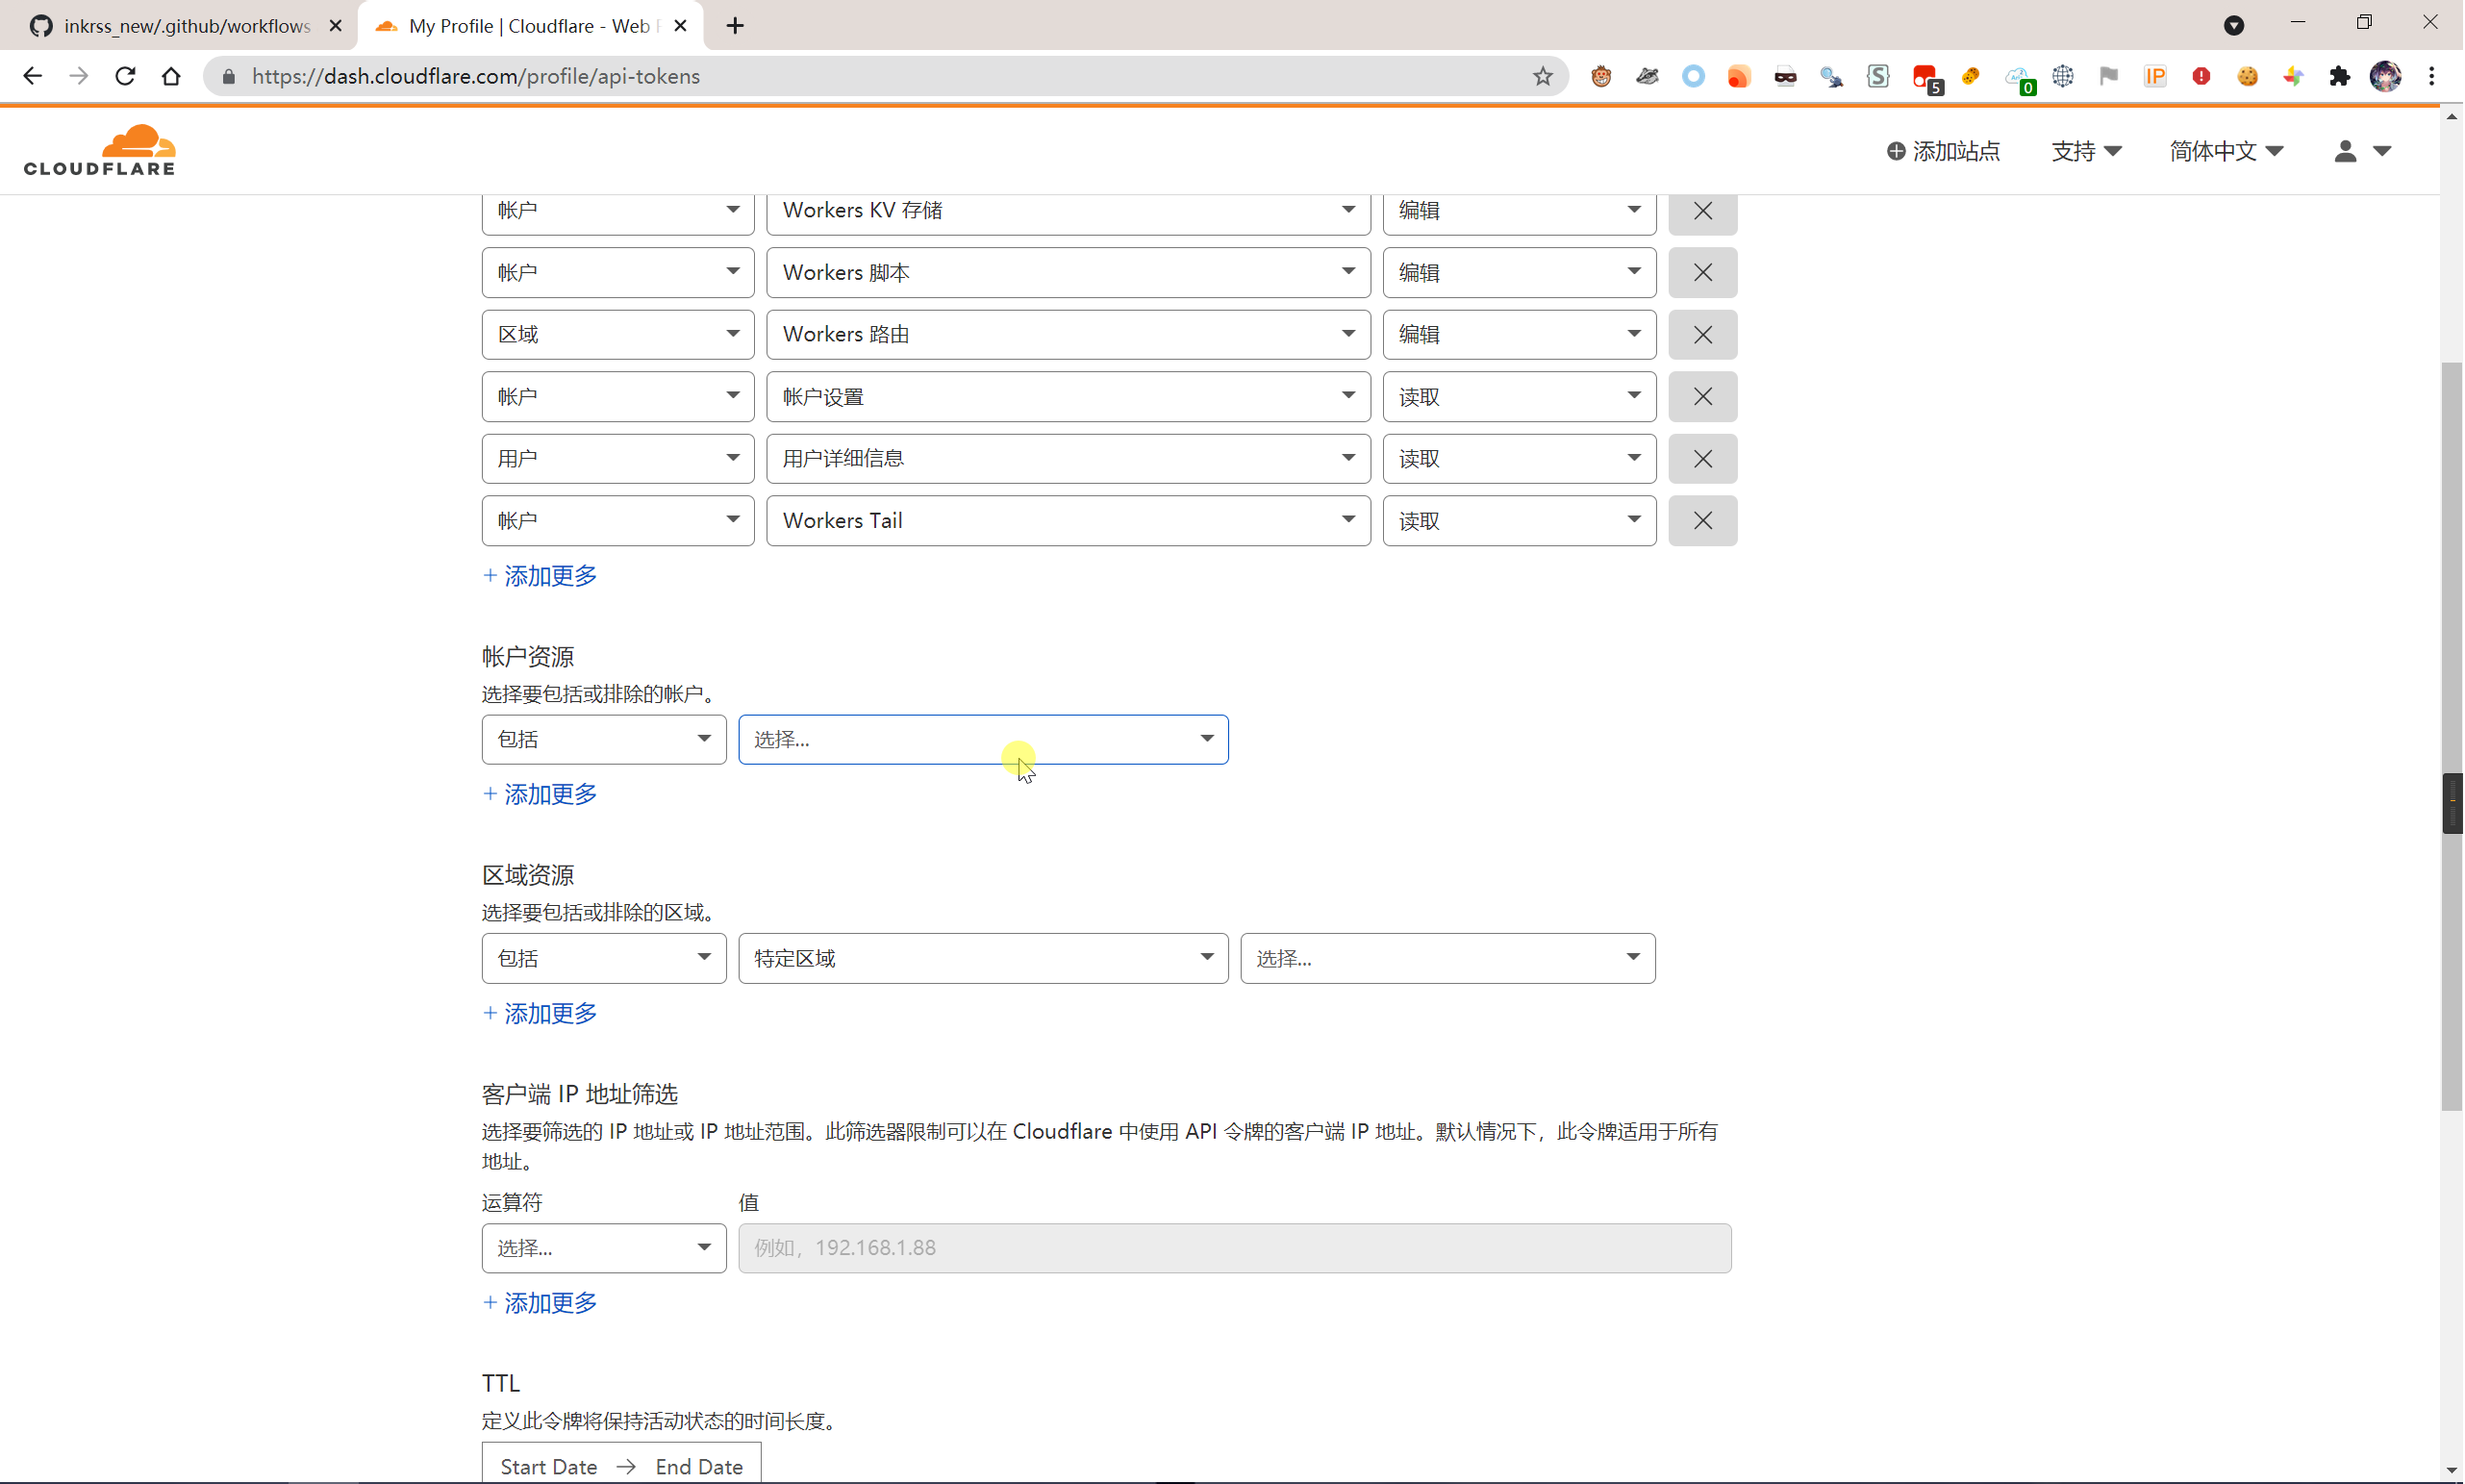 inkrss_new/.github/workflows
My Profile | Cloudflare - Web
https://dash.cloudflare.com/profile/api-tokens
5
0
IP
CLOUDFLARE
添加站点
支持
简体中文
帐户 Workers KV 存储 编辑
帐户 Workers 脚本 编辑
区域 Workers 路由 编辑
帐户 帐户设置 读取
用户 用户详细信息 读取
帐户 Workers Tail 读取
+ 添加更多
帐户资源
选择要包括或排除的帐户。
包括 选择...
+ 添加更多
区域资源
选择要包括或排除的区域。
包括 特定区域 选择...
+ 添加更多
客户端 IP 地址筛选
选择要筛选的 IP 地址或 IP 地址范围。此筛选器限制可以在 Cloudflare 中使用 API 令牌的客户端 IP 地址。默认情况下，此令牌适用于所有
地址。
运算符 值
选择... 例如，192.168.1.88
+ 添加更多
TTL
定义此令牌将保持活动状态的时间长度。
Start Date → End Date